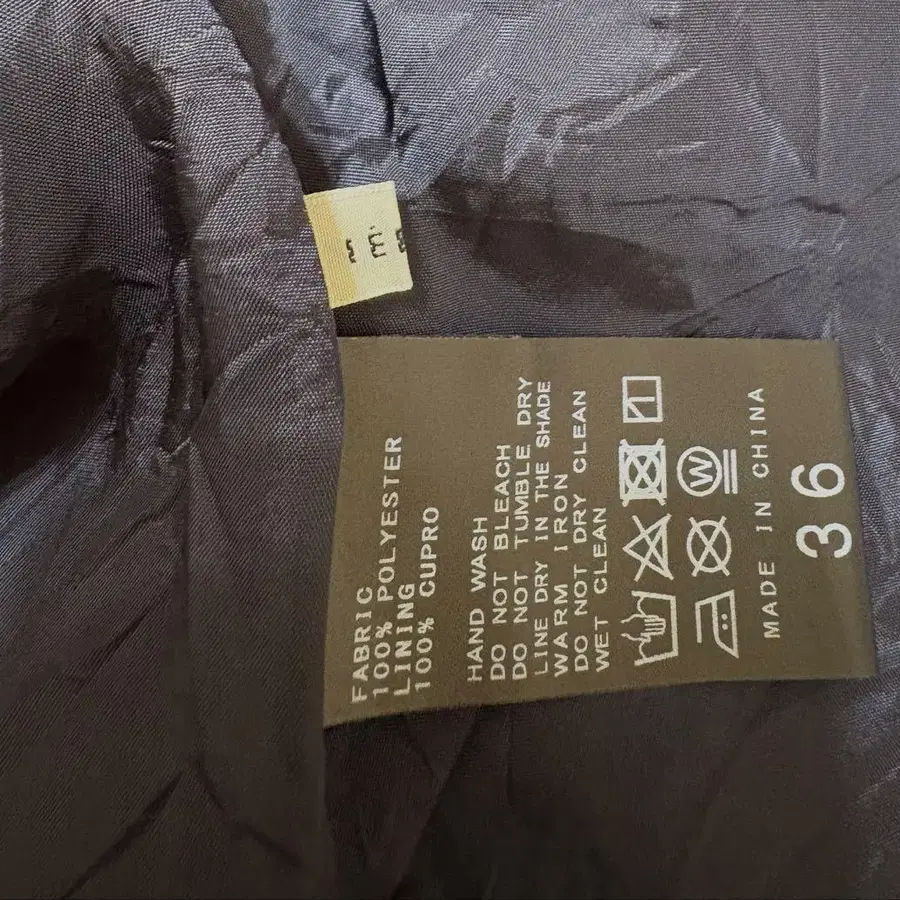 FABRIC
100% POLYESTER
LINING
100% CUPRO
HAND WASH
DO NOT BLEACH
DO NOT TUMBLE DRY
LINE DRY IN THE SHADE
WARM IRON
DO NOT DRY CLEAN
WET CLEAN
W
MADE IN CHINA
36